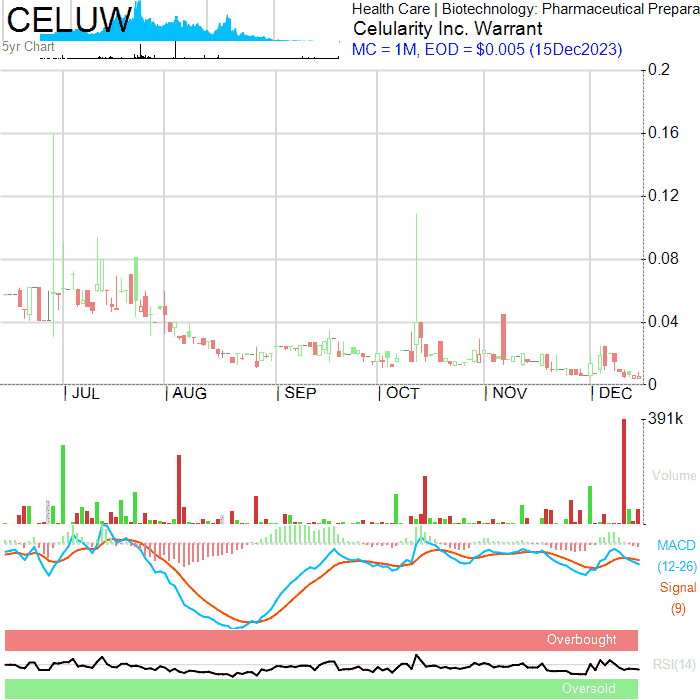 CELUW
5yr Chart
Health Care | Biotechnology: Pharmaceutical Prepara
Celularity Inc. Warrant
MC = 1M, EOD = $0.005 (15Dec2023)
0.2
0.16
0.12
0.08
0.04
0
| JUL | AUG | SEP | OCT | NOV | DEC
391k
Volume
MACD
(12-26)
Signal
(9)
Overbought
RSI(14)
Oversold